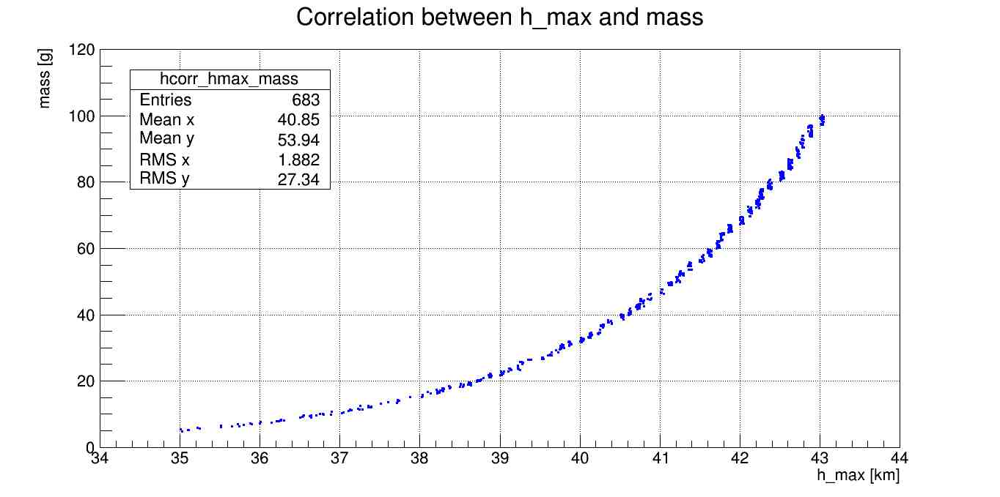 Correlation between h_max and mass
mass [g]
hcorr_hmax_mass
Entries 683
Mean x 40.85
Mean y 53.94
RMS x 1.882
RMS y 27.34
120
100
80
60
40
20
0
34 35 36 37 38 39 40 41 42 43 44
h_max [km]